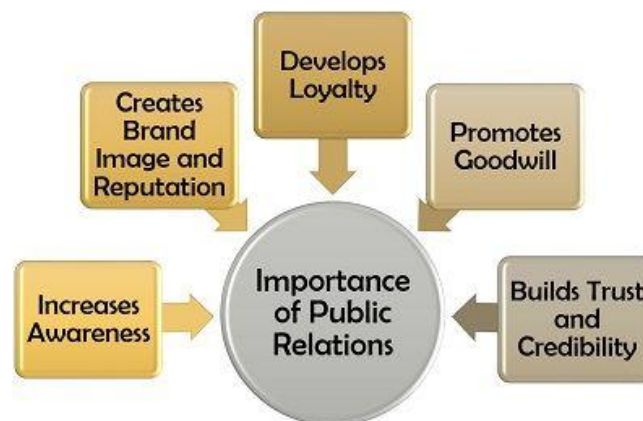 Increases
Awareness
Creates
Brand
Image and
Reputation
Develops
Loyalty
Promotes
Goodwill
Builds Trust
and
Credibility
Importance
of Public
Relations